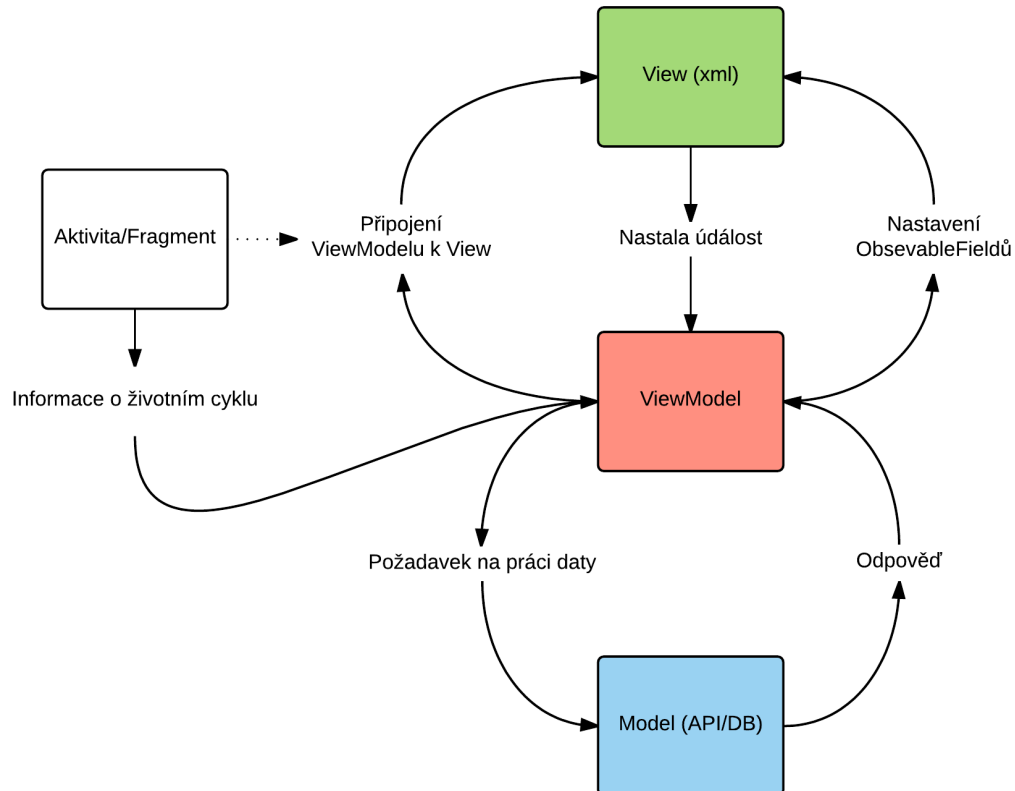 View (xml)
Aktivita/Fragment
Připojení
ViewModelu k View
Nastala údálost
Nastavení
ObsevableFieldů
Informace o životním cyklu
ViewModel
Požadavek na práci daty
Odpověď
Model (API/DB)